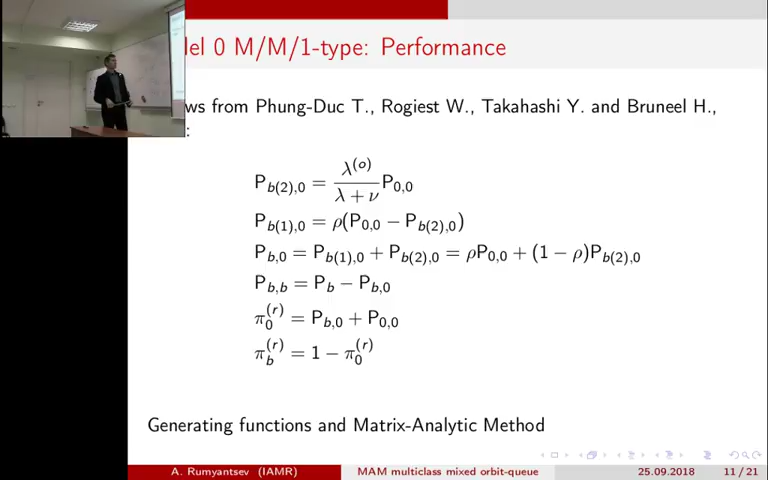 del 0 M/M/1-type: Performance
ws from Phung-Duc T., Rogiest W., Takahashi Y. and Bruneel H.,
:
P_{b(2),0} = \frac{λ^{(o)}}{λ + ν} P_{0,0}
P_{b(1),0} = ρ(P_{0,0} − P_{b(2),0})
P_{b,0} = P_{b(1),0} + P_{b(2),0} = ρP_{0,0} + (1 − ρ)P_{b(2),0}
P_{b,b} = P_b − P_{b,0}
π_0^{(r)} = P_{b,0} + P_{0,0}
π_b^{(r)} = 1 − π_0^{(r)}
Generating functions and Matrix-Analytic Method
A. Rumyantsev (IAMR) MAM multiclass mixed orbit-queue 25.09.2018 11 / 21